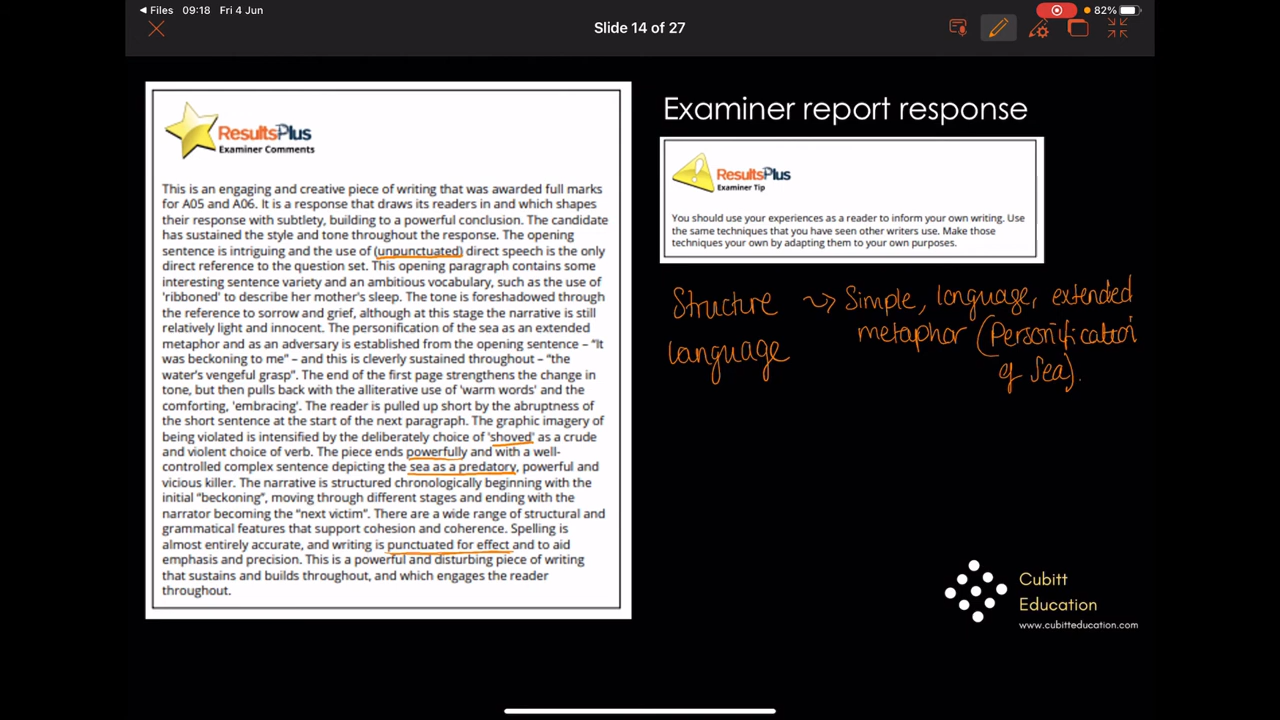 Files 09:18 Fri 4 Jun
82%
Slide 14 of 27
ResultsPlus
Examiner Comments
This is an engaging and creative piece of writing that was awarded full marks
for A05 and A06. It is a response that draws its readers in and which shapes
their response with subtlety, building to a powerful conclusion. The candidate
has sustained the style and tone throughout the response. The opening
sentence is intriguing and the use of (unpunctuated) direct speech is the only
direct reference to the question set. This opening paragraph contains some
interesting sentence variety and an ambitious vocabulary, such as the use of
'ribboned' to describe her mother's sleep. The tone is foreshadowed through
the reference to sorrow and grief, although at this stage the narrative is still
relatively light and innocent. The personification of the sea as an extended
metaphor and as an adversary is established from the opening sentence – "It
was beckoning to me" – and this is cleverly sustained throughout – "the
water's vengeful grasp". The end of the first page strengthens the change in
tone, but then pulls back with the alliterative use of 'warm words' and the
comforting, 'embracing'. The reader is pulled up short by the abruptness of
the short sentence at the start of the next paragraph. The graphic imagery of
being violated is intensified by the deliberately choice of 'shoved' as a crude
and violent choice of verb. The piece ends powerfully and with a well-
controlled complex sentence depicting the sea as a predatory, powerful and
vicious killer. The narrative is structured chronologically beginning with the
initial "beckoning", moving through different stages and ending with the
narrator becoming the "next victim". There are a wide range of structural and
grammatical features that support cohesion and coherence. Spelling is
almost entirely accurate, and writing is punctuated for effect and to aid
emphasis and precision. This is a powerful and disturbing piece of writing
that sustains and builds throughout, and which engages the reader
throughout.
Examiner report response
ResultsPlus
Examiner Tip
You should use your experiences as a reader to inform your own writing. Use
the same techniques that you have seen other writers use. Make those
techniques your own by adapting them to your own purposes.
Structure ↝ Simple, language, extended
metaphor (Personification
language
of Sea).
Cubitt
Education
www.cubitteducation.com